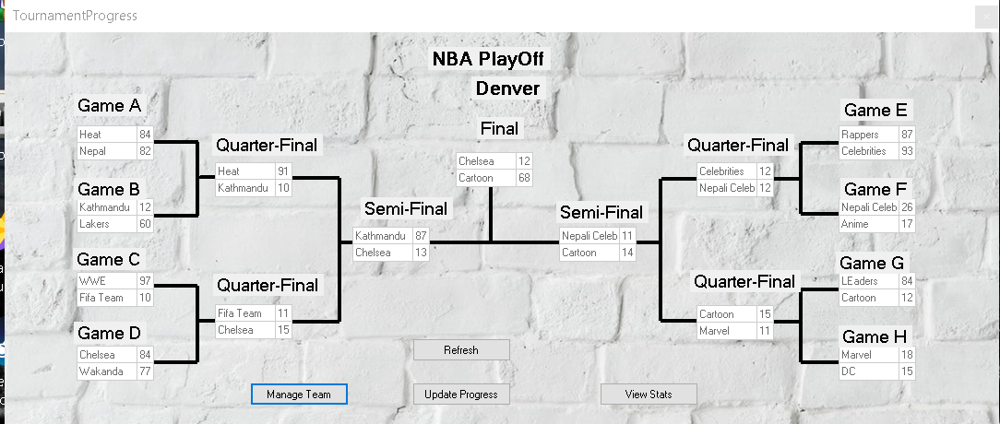 TournamentProgress
NBA PlayOff
Denver
Game A
Heat 84
Nepal 82
Game B
Kathmandu 12
Lakers 60
Game C
WWE 97
Fifa Team 10
Game D
Chelsea 84
Wakanda 77
Quarter-Final
Heat 91
Kathmandu 10
Quarter-Final
Fifa Team 11
Chelsea 15
Semi-Final
Kathmandu 87
Chelsea 13
Final
Chelsea 12
Cartoon 68
Semi-Final
Nepali Celeb 11
Cartoon 14
Quarter-Final
Celebrities 12
Nepali Celeb 12
Quarter-Final
Cartoon 15
Marvel 11
Game E
Rappers 87
Celebrities 93
Game F
Nepali Celeb 26
Anime 17
Game G
LEaders 84
Cartoon 12
Game H
Marvel 18
DC 15
Refresh
Manage Team
Update Progress
View Stats